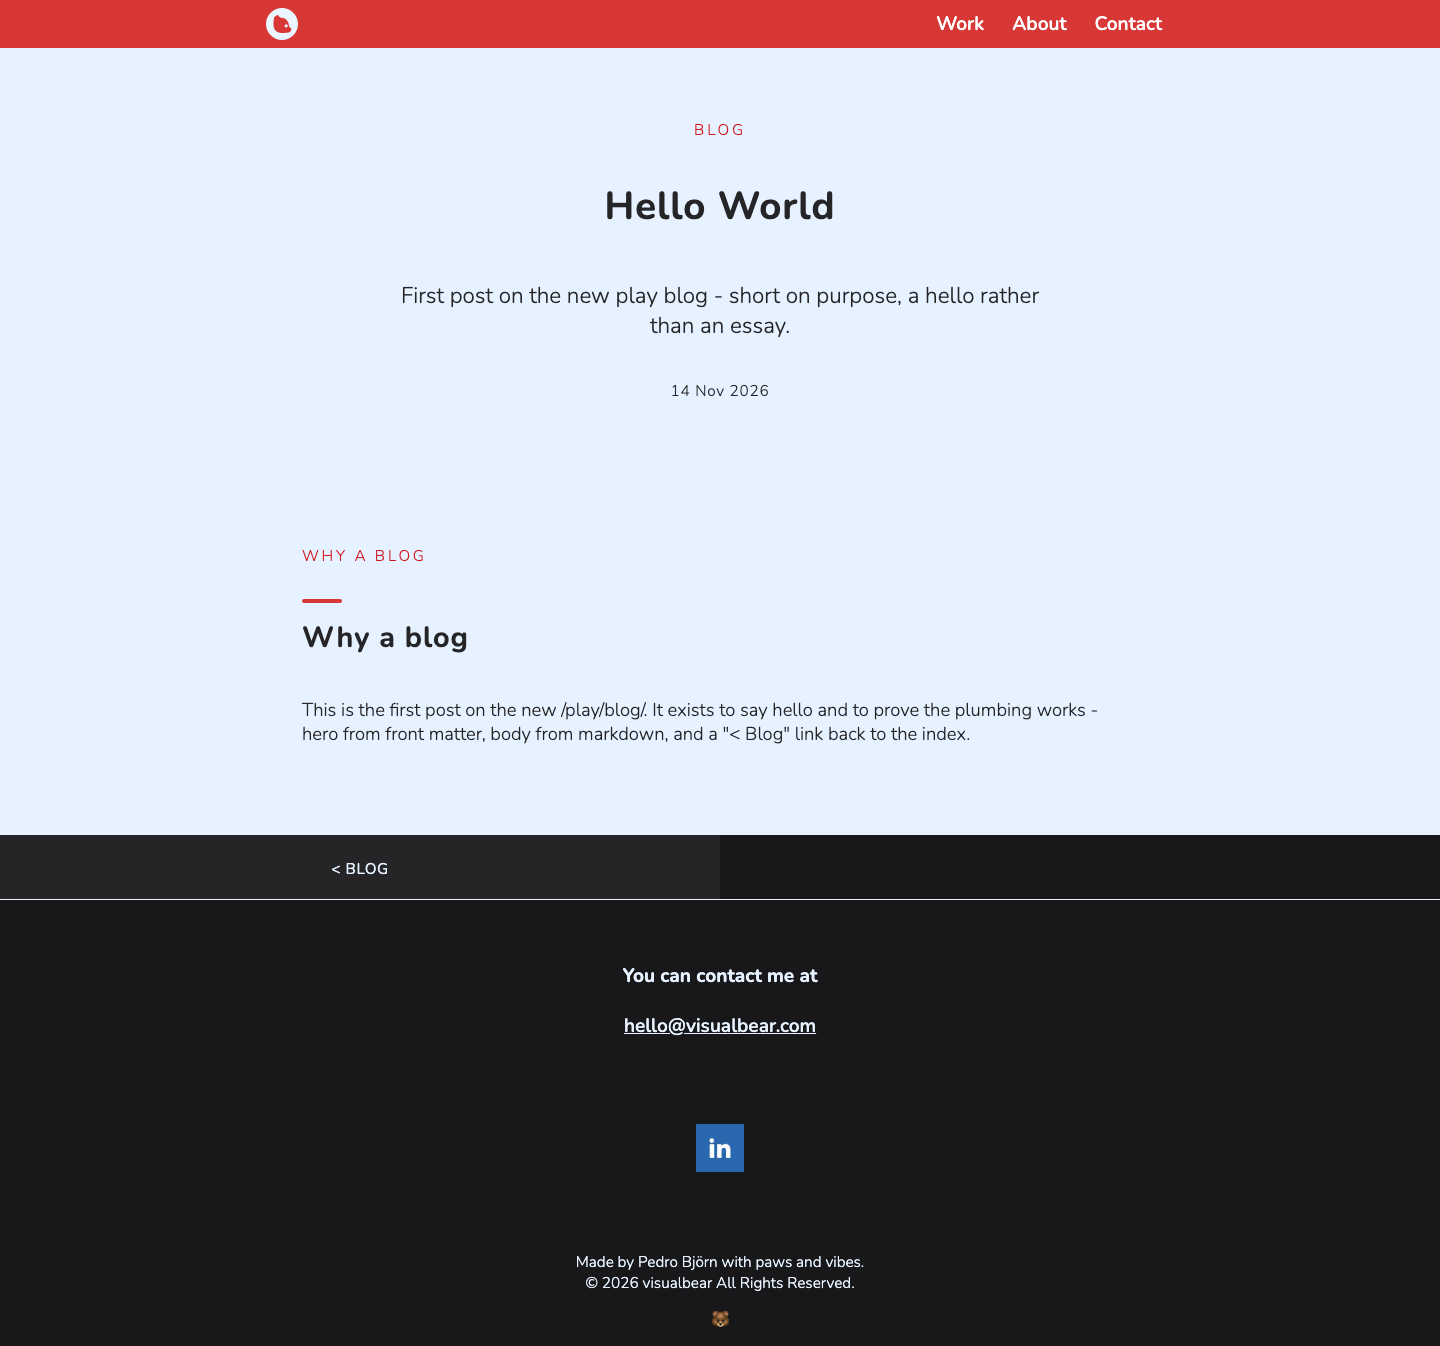 Work About Contact
BLOG
Hello World
First post on the new play blog - short on purpose, a hello rather
than an essay.
14 Nov 2026
WHY A BLOG
Why a blog
This is the first post on the new /play/blog/. It exists to say hello and to prove the plumbing works -
hero from front matter, body from markdown, and a "< Blog" link back to the index.
< BLOG
You can contact me at
hello@visualbear.com
in
Made by Pedro Björn with paws and vibes.
© 2026 visualbear All Rights Reserved.